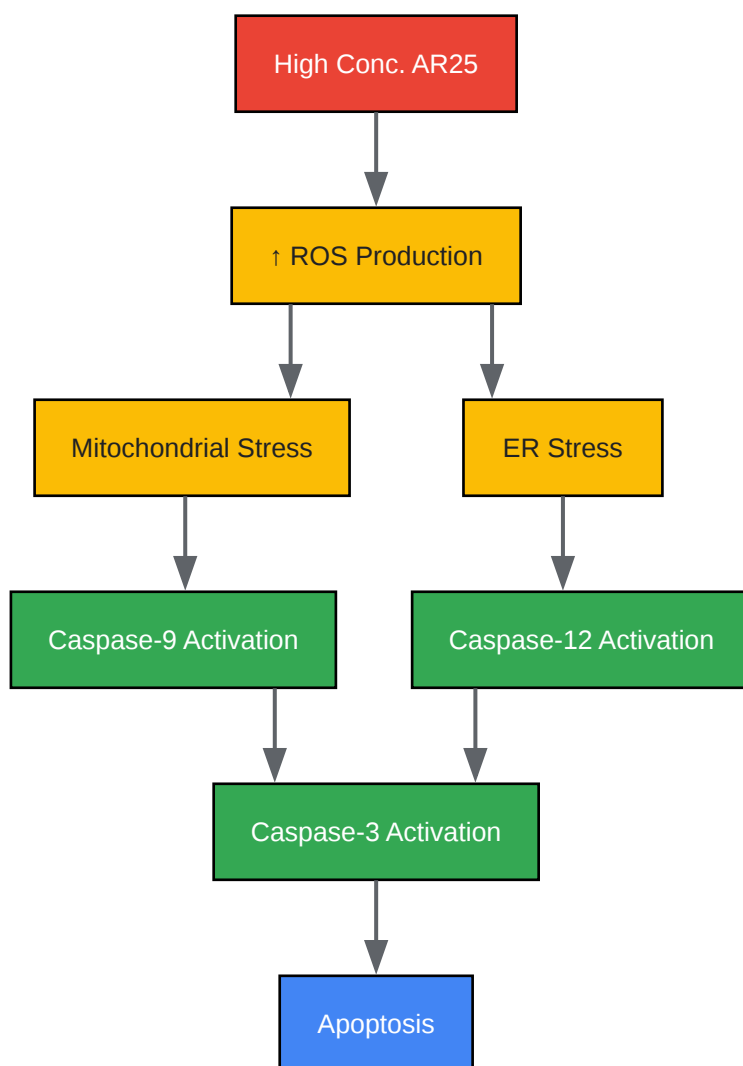 High Conc. AR25
↑ ROS Production
Mitochondrial Stress
ER Stress
Caspase-9 Activation
Caspase-12 Activation
Caspase-3 Activation
Apoptosis